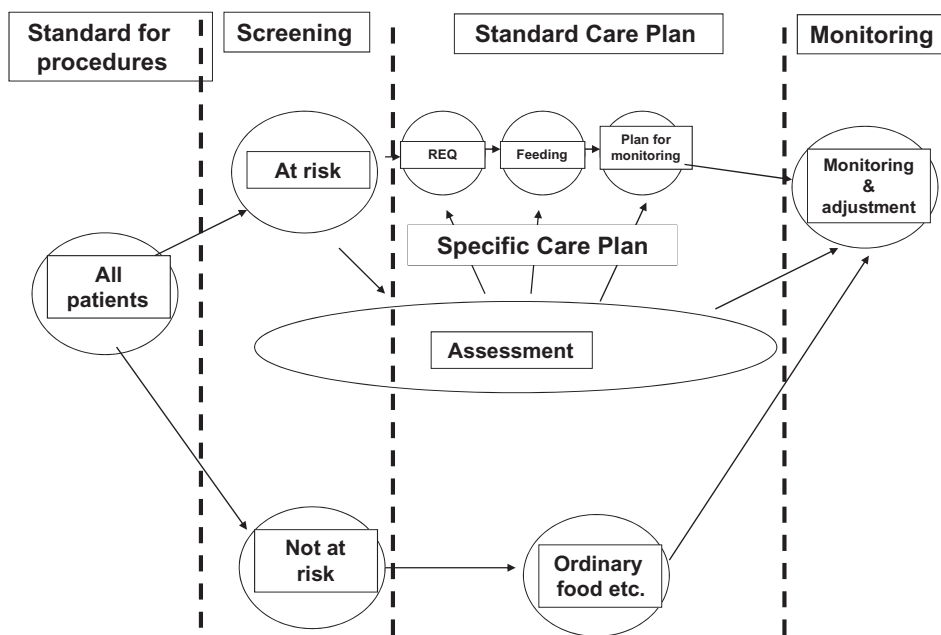 Standard for
procedures
Screening
Standard Care Plan
Monitoring
At risk
REQ
Feeding
Plan for
monitoring
Monitoring
&
adjustment
All
patients
Specific Care Plan
Assessment
Not at
risk
Ordinary
food etc.